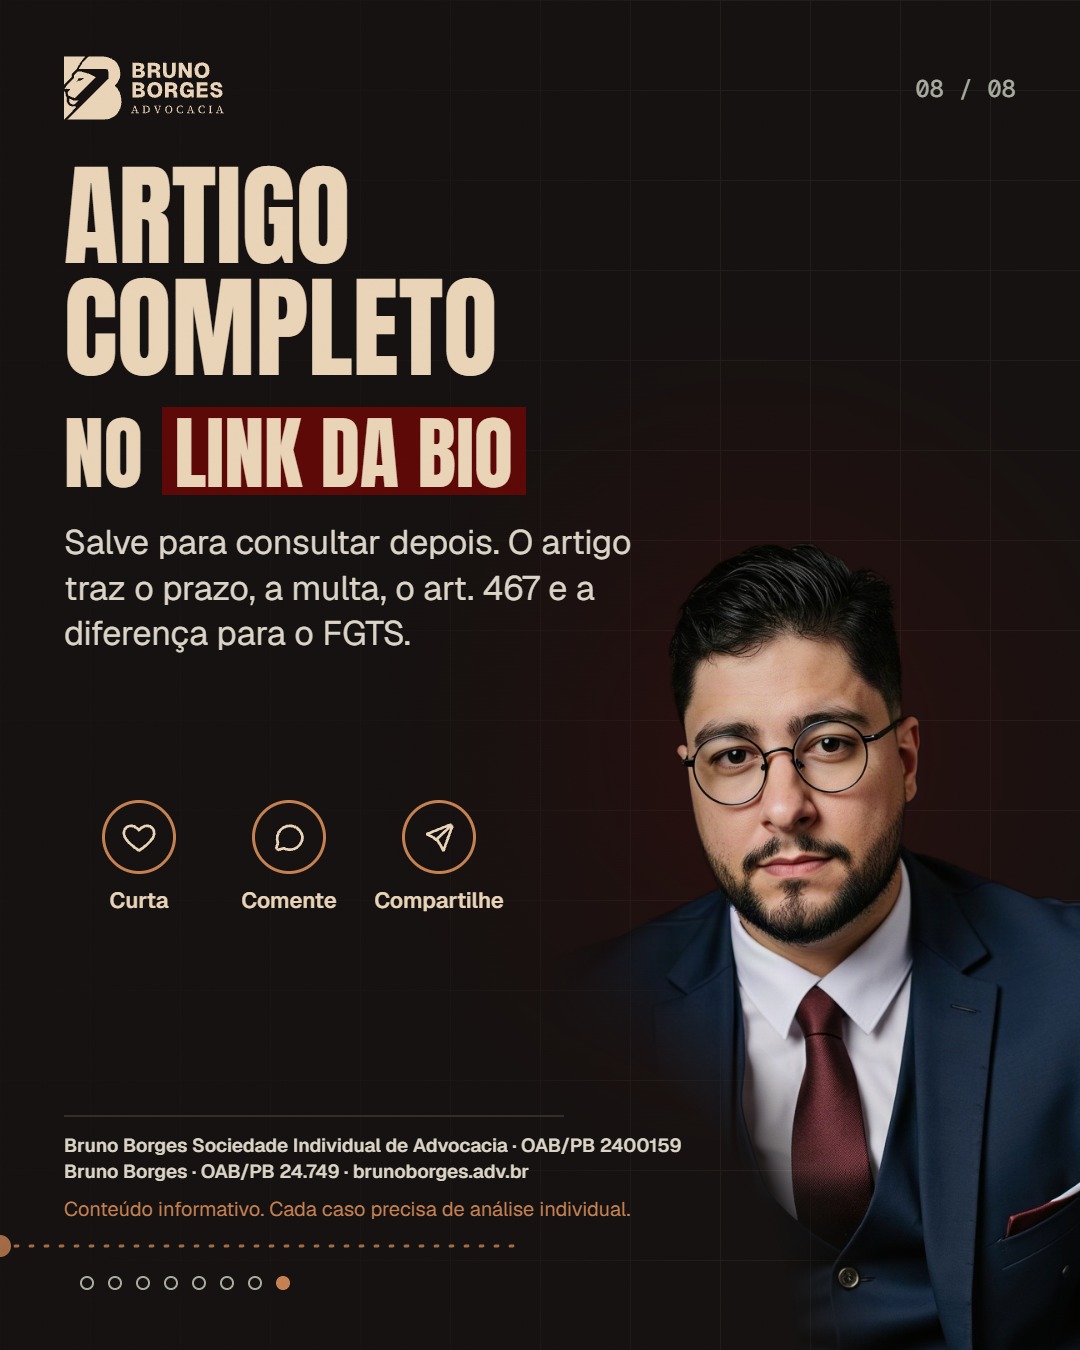 BRUNO
BORGES
ADVOCACIA
08 / 08
ARTIGO
COMPLETO
NO LINK DA BIO
Salve para consultar depois. O artigo
traz o prazo, a multa, o art. 467 e a
diferença para o FGTS.
Curta
Comente
Compartilhe
Bruno Borges Sociedade Individual de Advocacia · OAB/PB 2400159
Bruno Borges · OAB/PB 24.749 · brunoborges.adv.br
Conteúdo informativo. Cada caso precisa de análise individual.